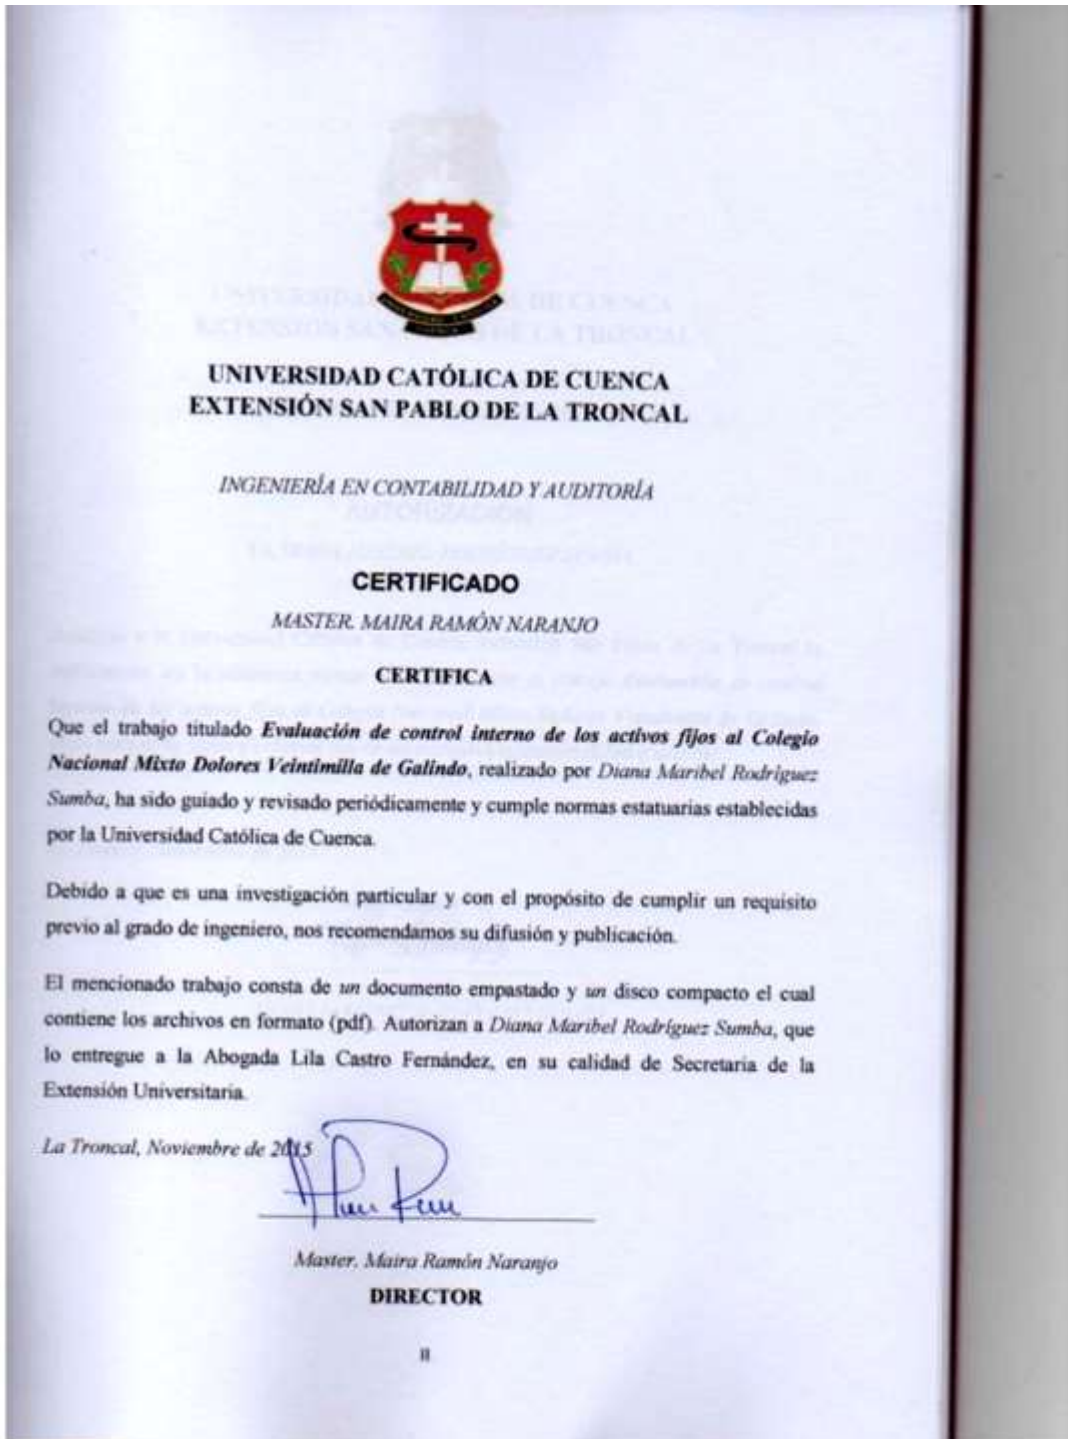 UNIVERSIDAD CATÓLICA DE CUENCA
EXTENSIÓN SAN PABLO DE LA TRONCAL
INGENIERÍA EN CONTABILIDAD Y AUDITORÍA
CERTIFICADO
MASTER. MAIRA RAMÓN NARANJO
CERTIFICA
Que el trabajo titulado Evaluación de control interno de los activos fijos al Colegio
Nacional Mixto Dolores Veintimilla de Galindo, realizado por Diana Maribel Rodríguez
Sumba, ha sido guiado y revisado periódicamente y cumple normas estatuarias establecidas
por la Universidad Católica de Cuenca.
Debido a que es una investigación particular y con el propósito de cumplir un requisito
previo al grado de ingeniero, nos recomendamos su difusión y publicación.
El mencionado trabajo consta de un documento empastado y un disco compacto el cual
contiene los archivos en formato (pdf). Autorizan a Diana Maribel Rodríguez Sumba, que
lo entregue a la Abogada Lila Castro Fernández, en su calidad de Secretaria de la
Extensión Universitaria.
La Troncal, Noviembre de 2015
Master. Maira Ramón Naranjo
DIRECTOR
II